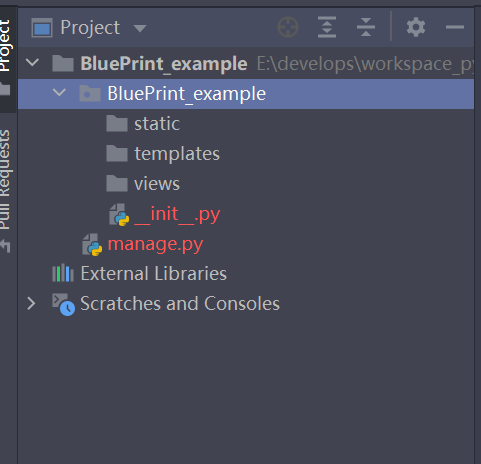 Project
Project
Pull Requests
BluePrint_example E:\develops\workspace_p
BluePrint_example
static
templates
views
__init__.py
manage.py
External Libraries
Scratches and Consoles